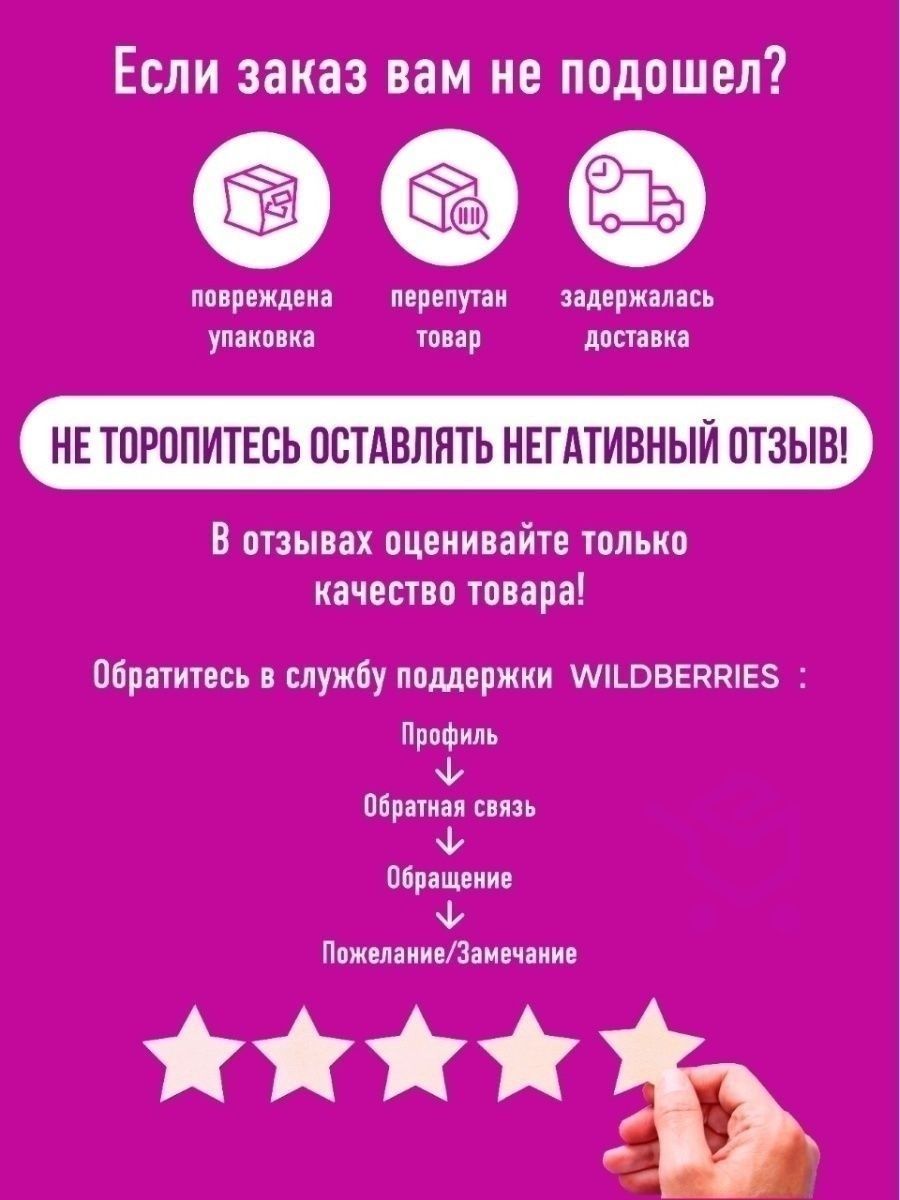 Если заказ вам не подошел?
повреждена
упаковка
перепутан
товар
задержалась
доставка
НЕ ТОРОПИТЕСЬ ОСТАВЛЯТЬ НЕГАТИВНЫЙ ОТЗЫВ!
В отзывах оценивайте только
качество товара!
Обратитесь в службу поддержки WILDBERRIES :
Профиль
Обратная связь
Обращение
Пожелание/Замечание